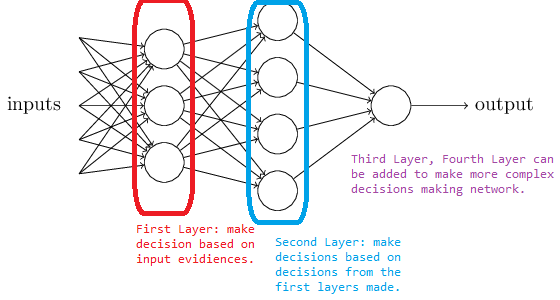 inputs
output
Third Layer, Fourth Layer can
be added to make more complex
decisions making network.
First Layer: make
decision based on
input evidiences.
Second Layer: make
decisions based on
decisions from the
first layers made.